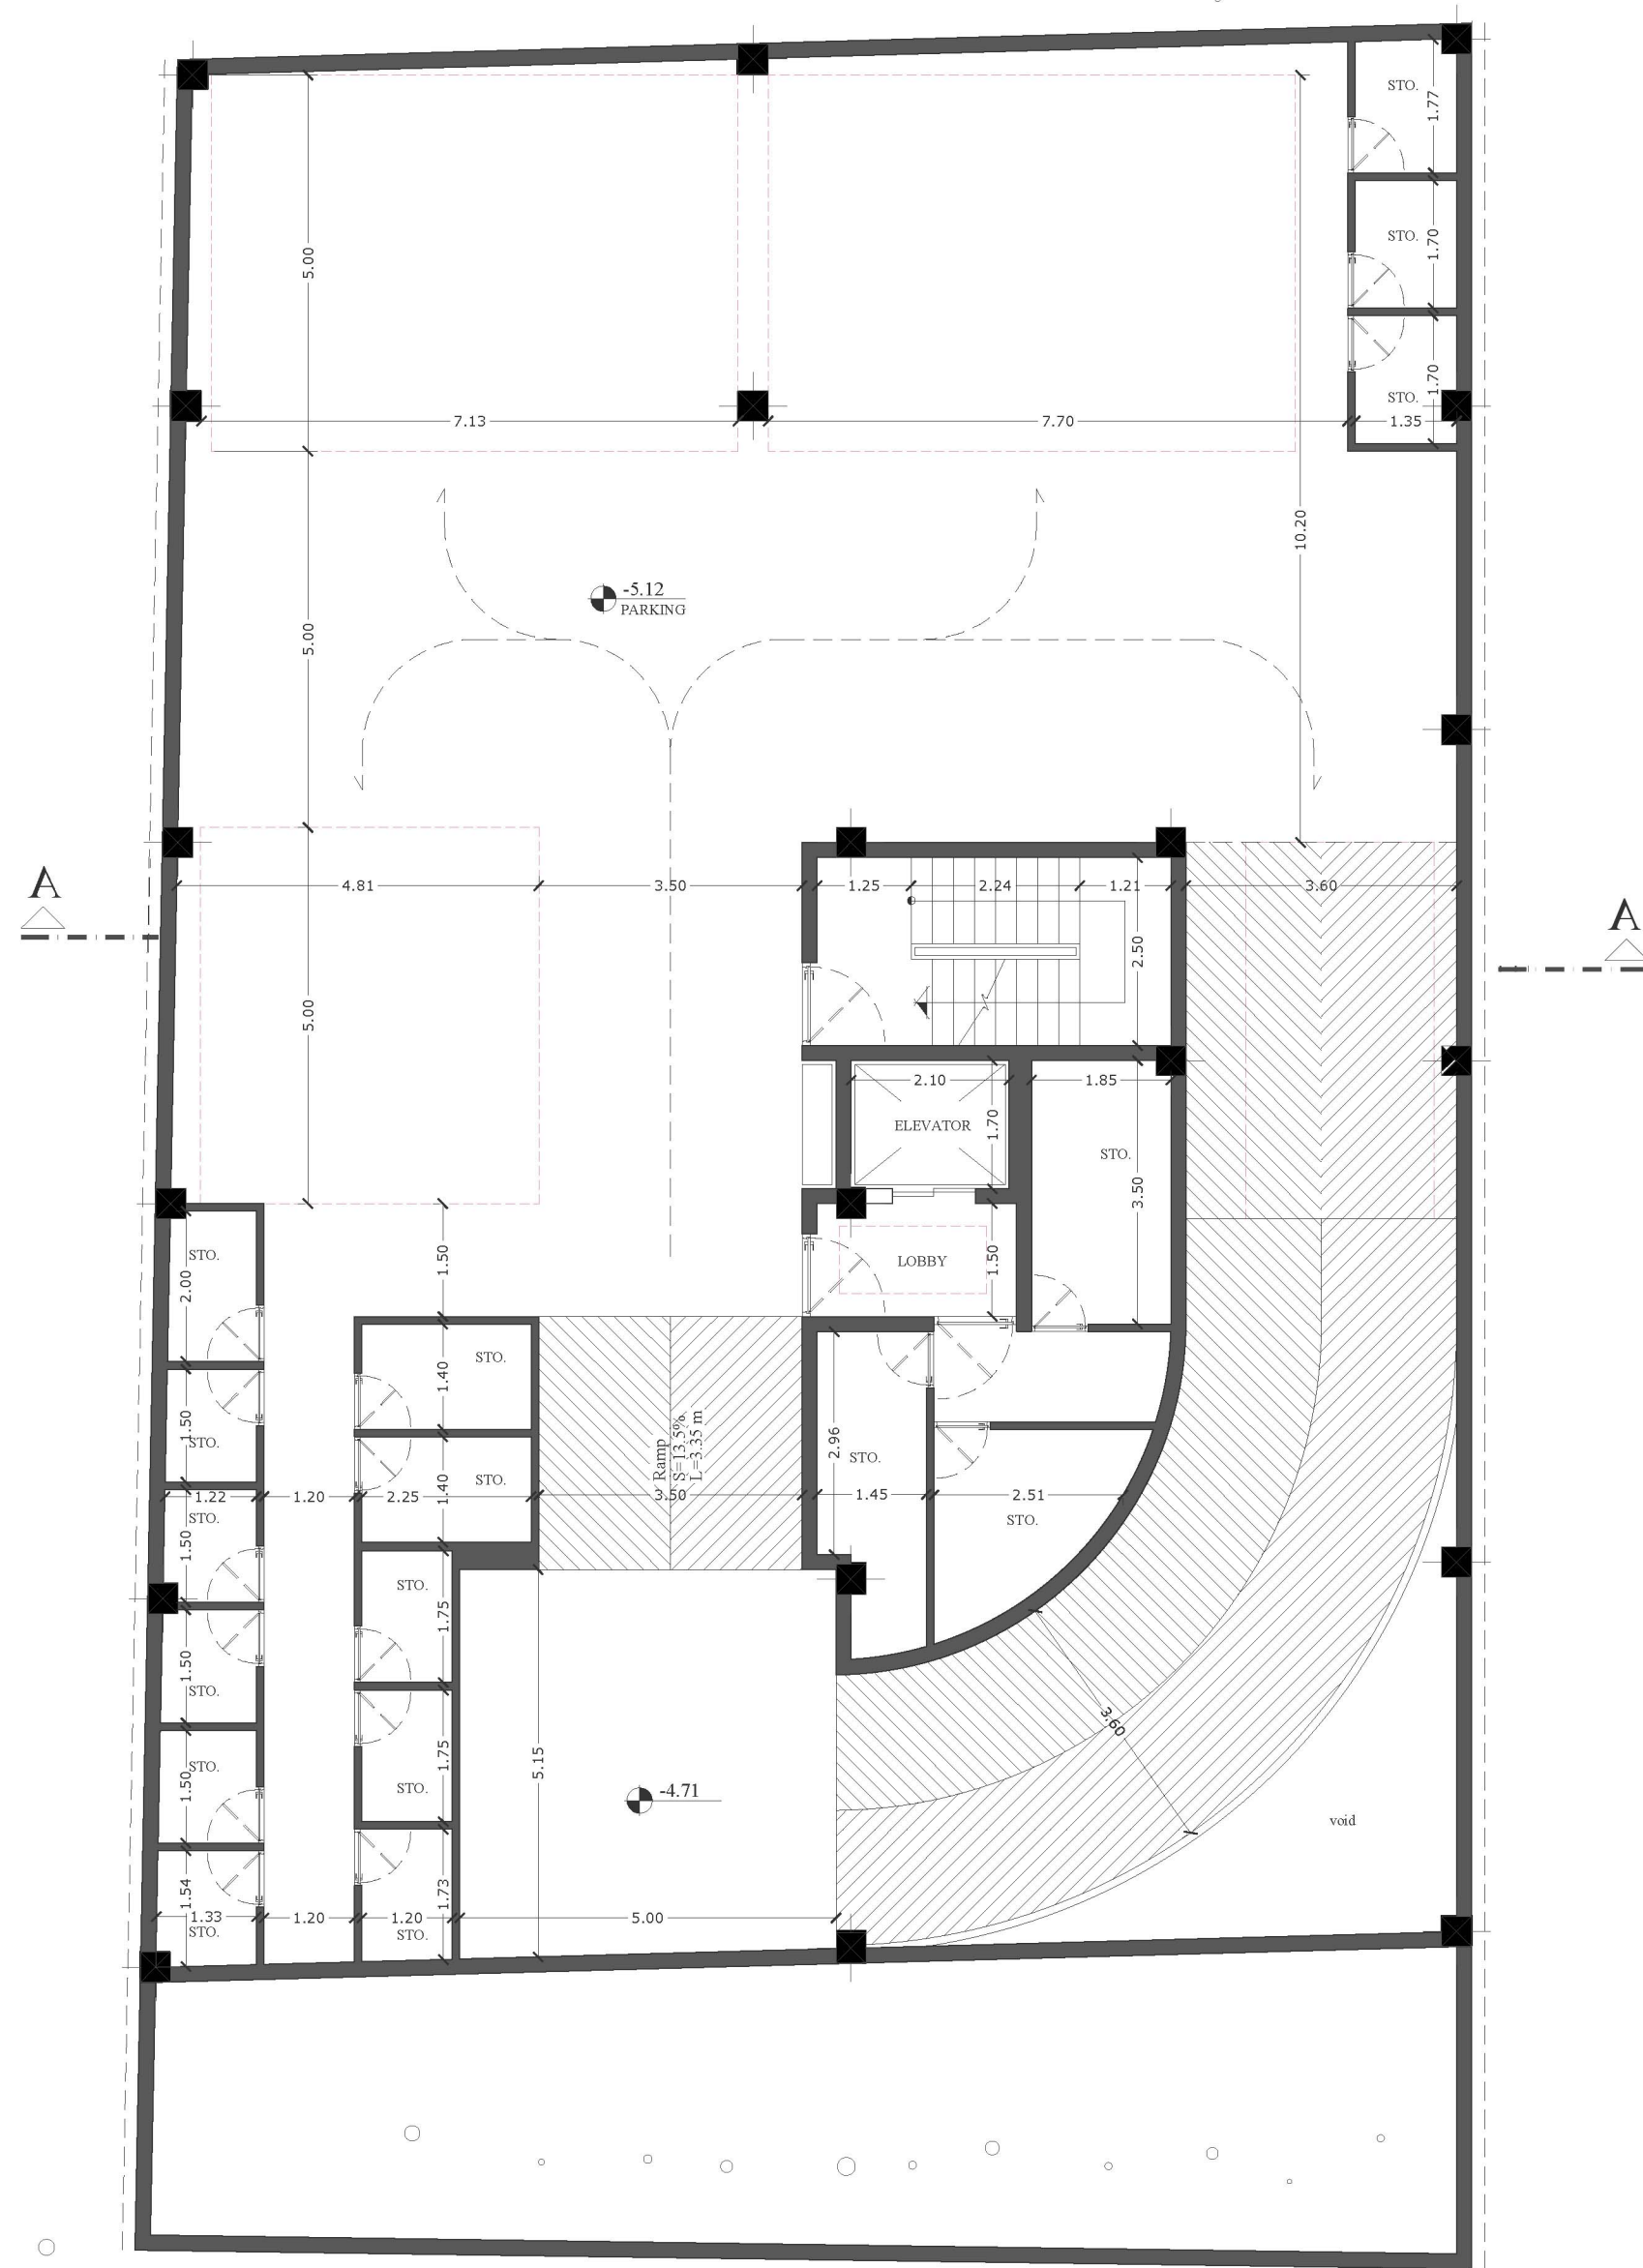 STO.
1.77
STO.
1.70
STO.
1.70
5.00
7.13
7.70
1.35
10.20
-5.12
PARKING
5.00
A
A
4.81
3.50
1.25
2.24
1.21
3.60
2.50
5.00
2.10
1.85
ELEVATOR
1.70
STO.
3.50
STO.
2.00
1.50
LOBBY
1.50
STO.
1.40
1.50
STO.
Ramp
S=13.5%
L=3.35 m
2.96
STO.
STO.
1.40
1.22
1.20
2.25
3.50
1.45
2.51
STO.
STO.
1.50
STO.
1.75
1.50
STO.
3.60
STO.
1.50
1.75
STO.
5.15
-4.71
void
1.54
1.73
1.33
1.20
1.20
5.00
STO.
STO.